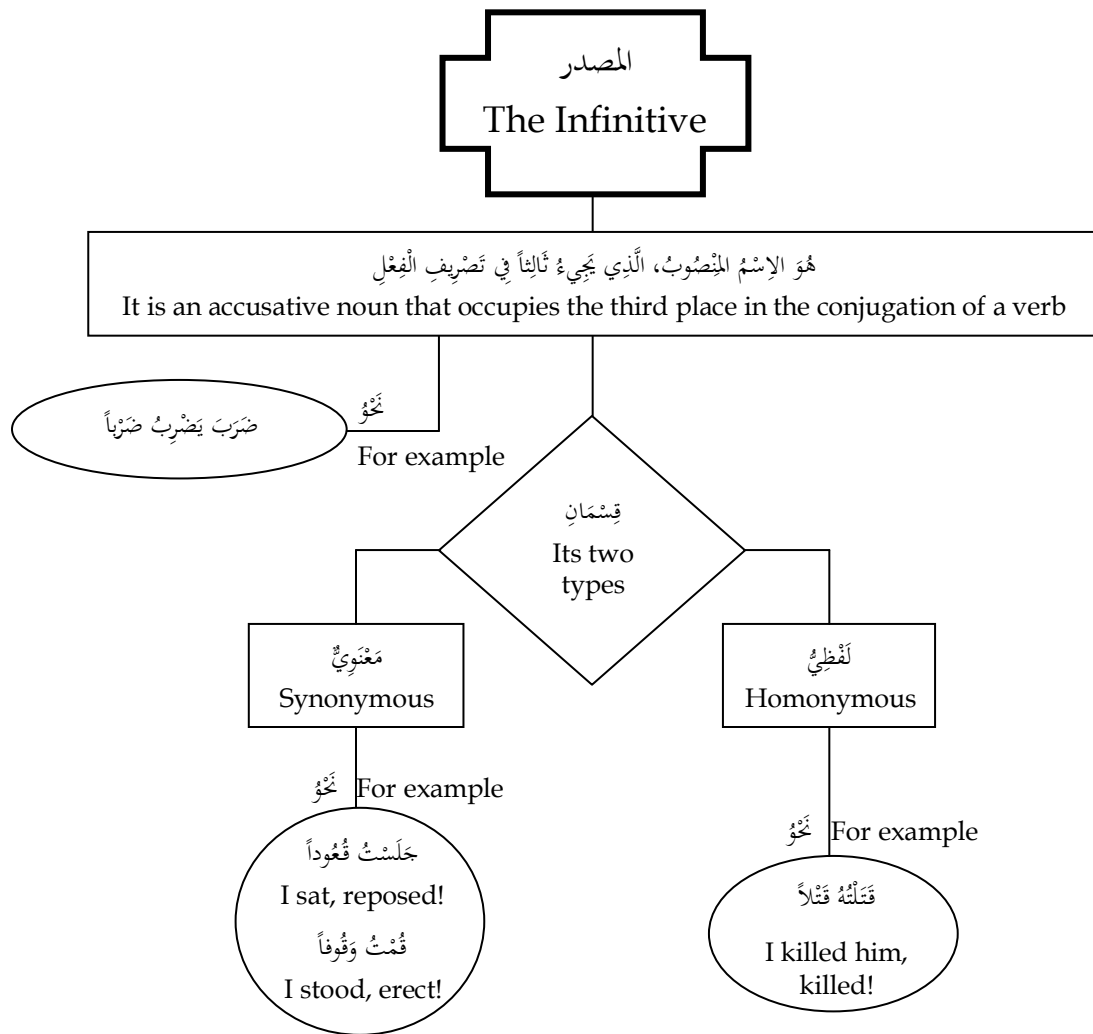 المصدر
The Infinitive
هُوَ الاِسْمُ المِنْصُوبُ، الَّذِي يَجِيءُ ثَالِثاً فِي تَصْرِيفِ الْفِعْلِ
It is an accusative noun that occupies the third place in the conjugation of a verb
نَحْوُ
For example
ضَرَبَ يَضْرِبُ ضَرْباً
قِسْمَانِ
Its two
types
مَعْنَوِيٌّ
Synonymous
لَفْظِيُّ
Homonymous
نَحْوُ For example
جَلَسْتُ قُعُوداً
I sat, reposed!
قُمْتُ وَقُوفاً
I stood, erect!
نَحْوُ For example
قَتَلْتُهُ قَتْلاً
I killed him,
killed!